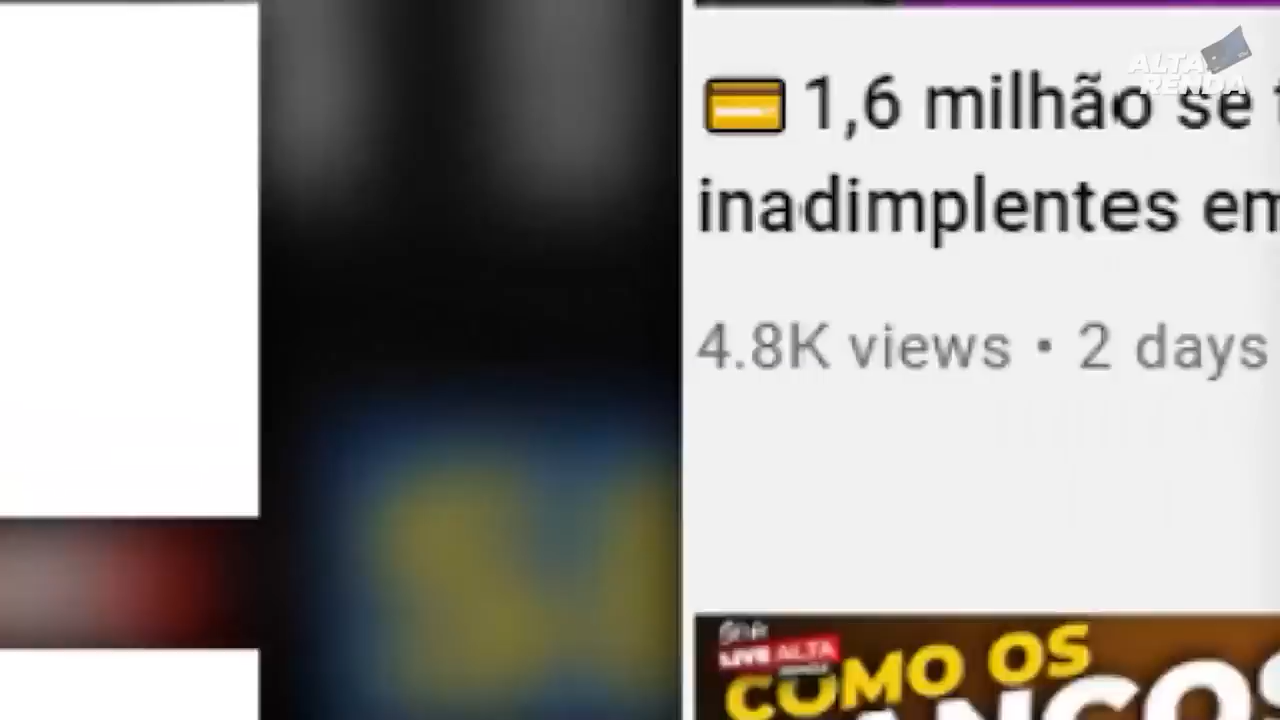 ALTA
RENDA
💳 1,6 milhão se
inadimplentes em
4.8K views • 2 days
LIVE ALTA
COMO OS